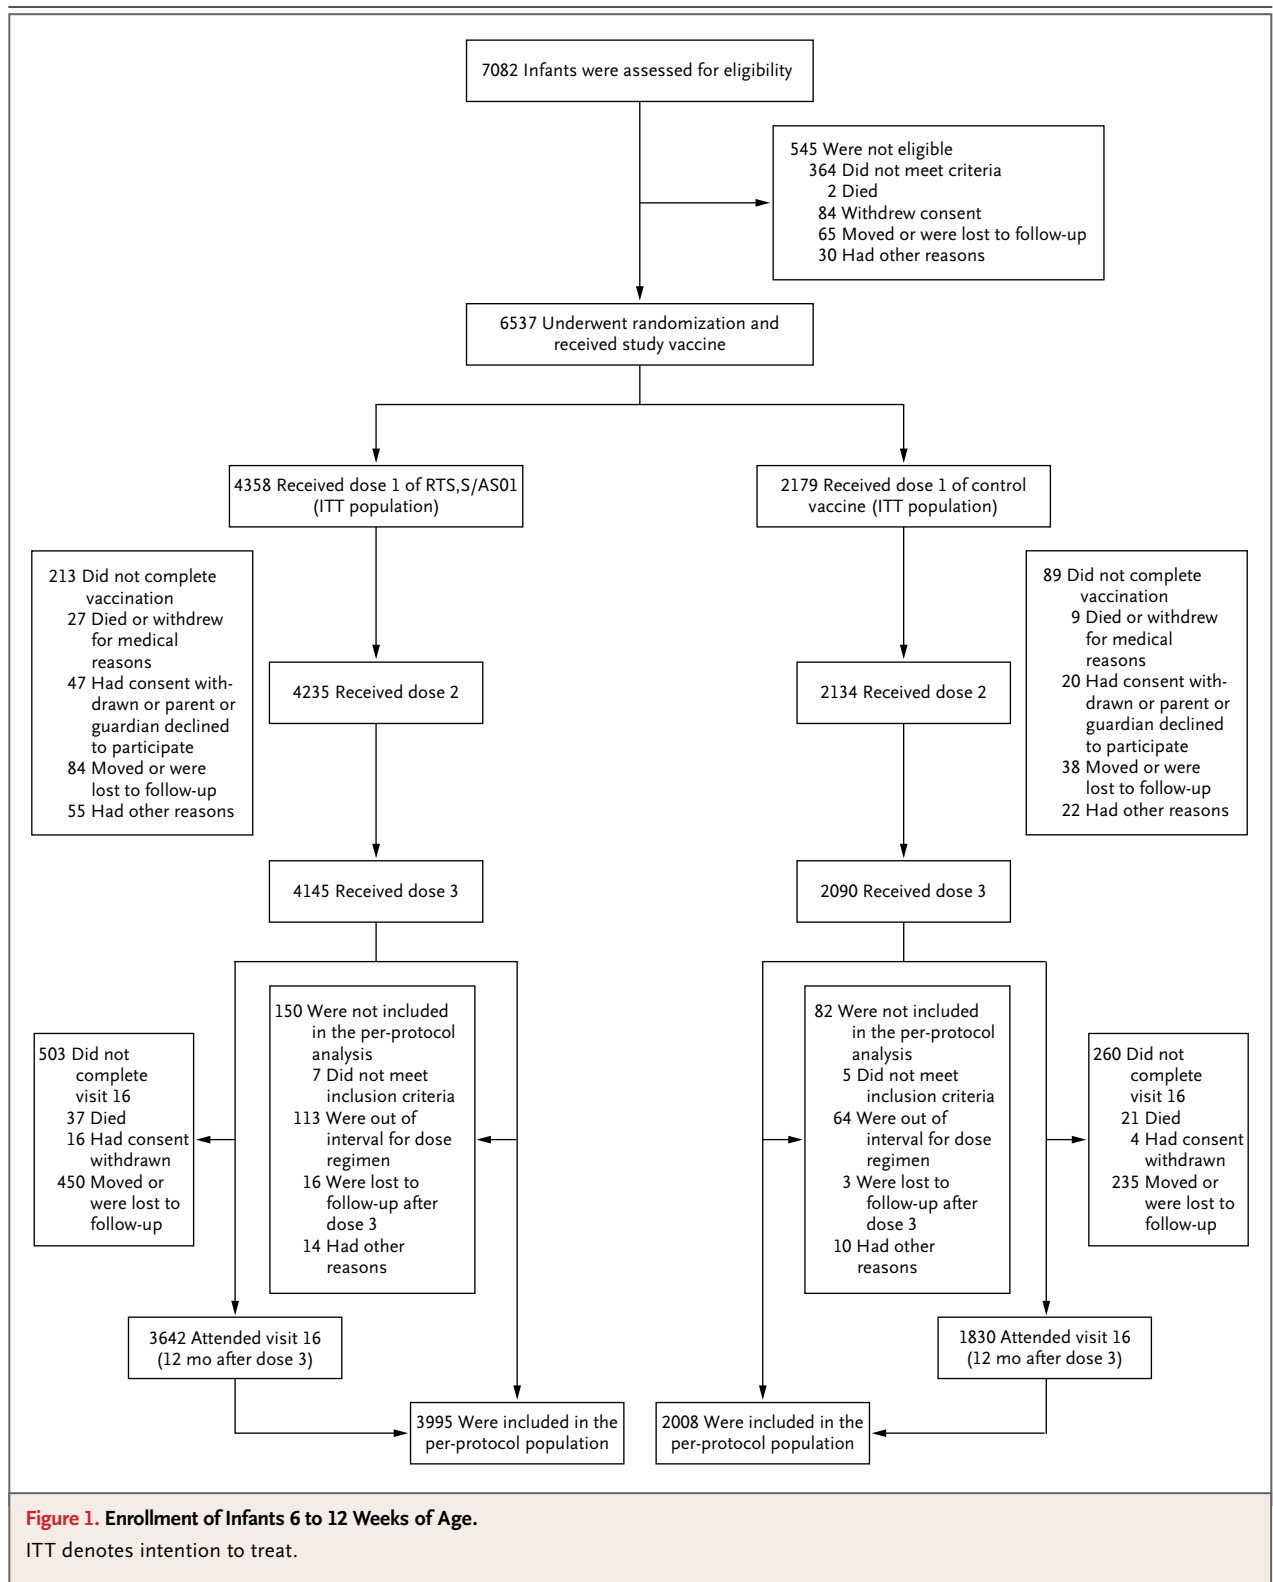 7082 Infants were assessed for eligibility
545 Were not eligible
364 Did not meet criteria
2 Died
84 Withdrew consent
65 Moved or were lost to follow-up
30 Had other reasons
6537 Underwent randomization and
received study vaccine
4358 Received dose 1 of RTS,S/AS01
(ITT population)
2179 Received dose 1 of control
vaccine (ITT population)
213 Did not complete
vaccination
27 Died or withdrew
for medical
reasons
47 Had consent with-
drawn or parent or
guardian declined
to participate
84 Moved or were
lost to follow-up
55 Had other reasons
89 Did not complete
vaccination
9 Died or withdrew
for medical
reasons
20 Had consent with-
drawn or parent or
guardian declined
to participate
38 Moved or were
lost to follow-up
22 Had other reasons
4235 Received dose 2
2134 Received dose 2
4145 Received dose 3
2090 Received dose 3
503 Did not
complete
visit 16
37 Died
16 Had consent
withdrawn
450 Moved or
were lost to
follow-up
150 Were not included
in the per-protocol
analysis
7 Did not meet
inclusion criteria
113 Were out of
interval for dose
regimen
16 Were lost to
follow-up after
dose 3
14 Had other
reasons
82 Were not included
in the per-protocol
analysis
5 Did not meet
inclusion criteria
64 Were out of
interval for dose
regimen
3 Were lost to
follow-up after
dose 3
10 Had other
reasons
260 Did not
complete
visit 16
21 Died
4 Had consent
withdrawn
235 Moved or
were lost to
follow-up
3642 Attended visit 16
(12 mo after dose 3)
1830 Attended visit 16
(12 mo after dose 3)
3995 Were included in the
per-protocol population
2008 Were included in the
per-protocol population
Figure 1. Enrollment of Infants 6 to 12 Weeks of Age.
ITT denotes intention to treat.